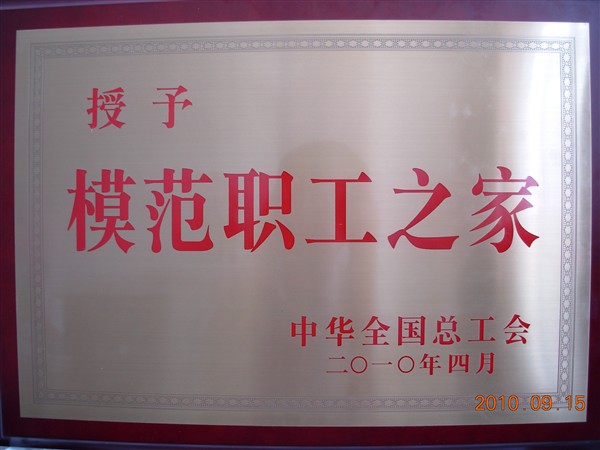 授予
模范职工之家
中华全国总工会
二〇一〇年四月
2010.09.15